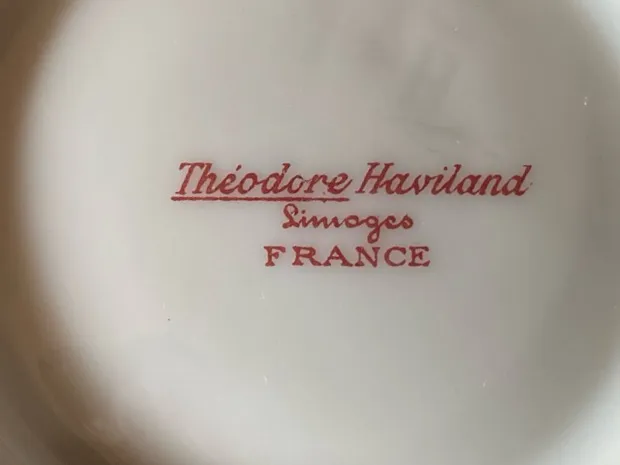 Théodore Haviland
Limoges
FRANCE